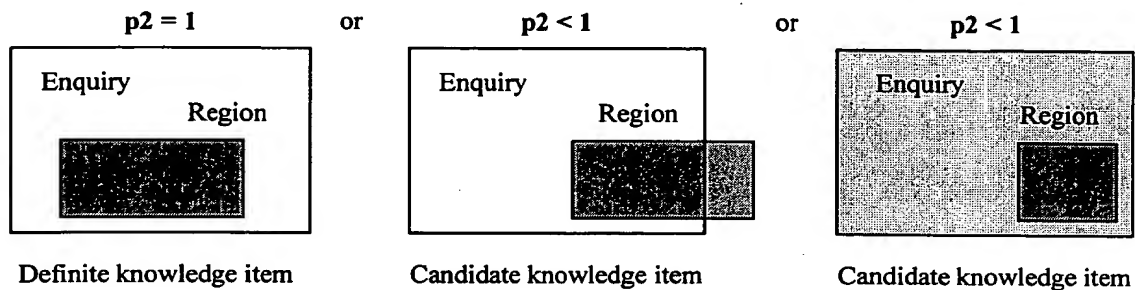 p2 = 1 or p2 < 1 or p2 < 1
Enquiry
Region
Enquiry
Region
Enquiry
Region
Definite knowledge item
Candidate knowledge item
Candidate knowledge item